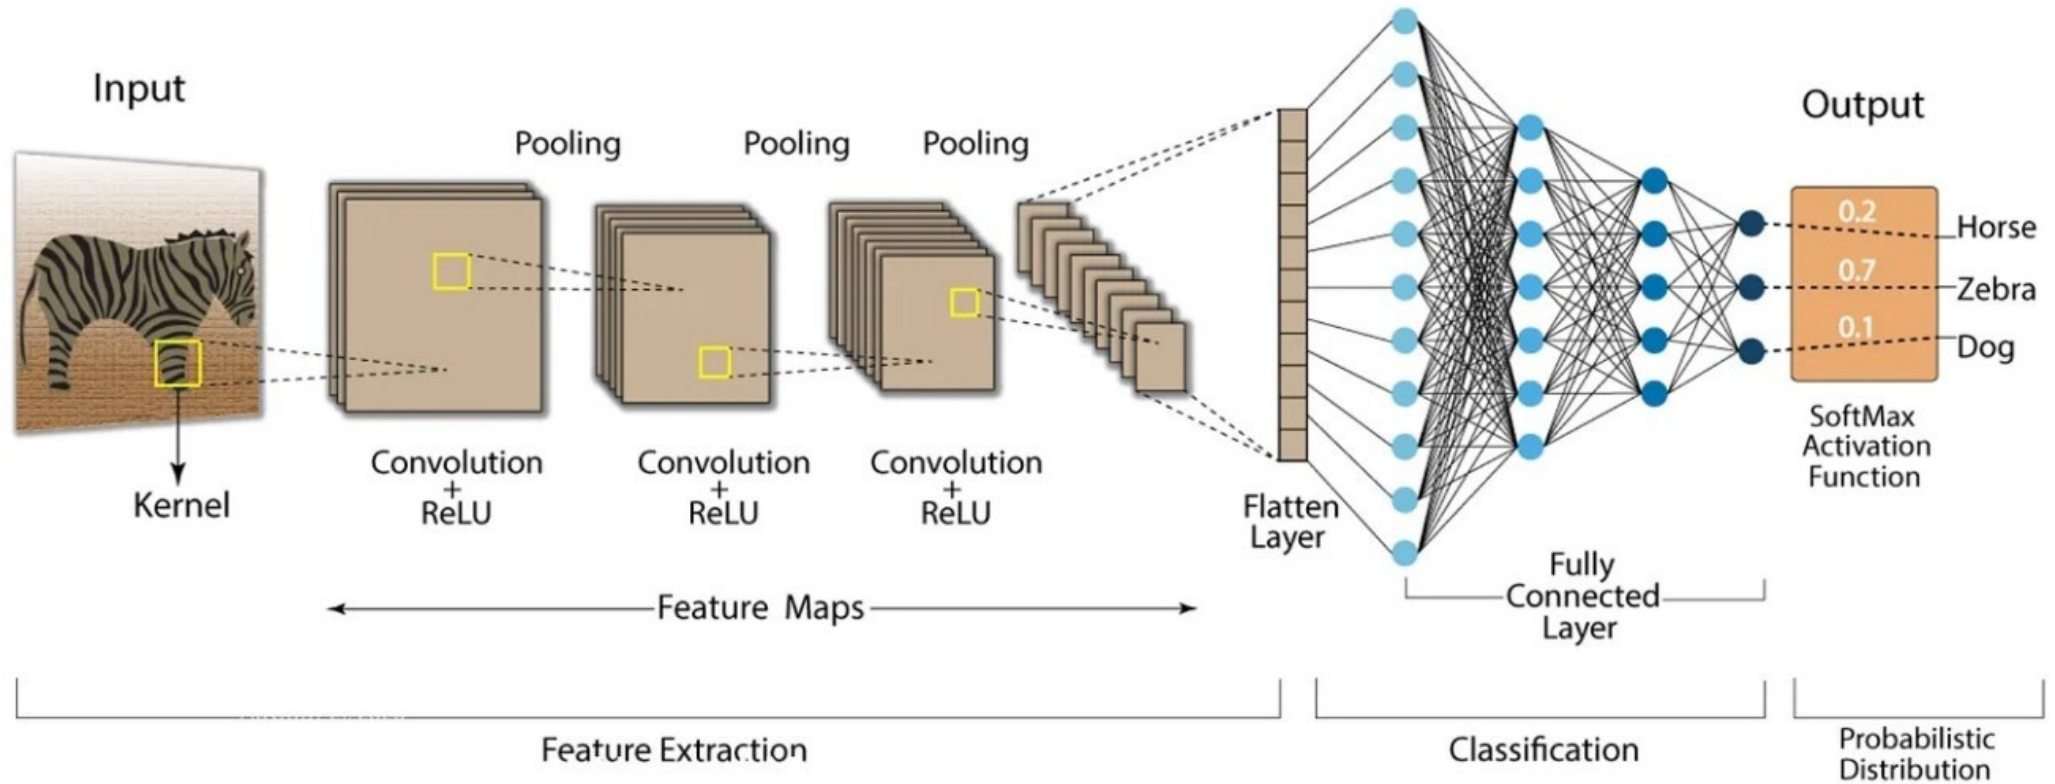 Input
Output
Pooling
Pooling
Pooling
0.2
Horse
0.7
Zebra
0.1
Dog
SoftMax
Activation
Function
Convolution
+
ReLU
Convolution
+
ReLU
Convolution
+
ReLU
Kernel
Flatten
Layer
Fully
Connected
Layer
Feature Maps
Feature Extraction
Classification
Probabilistic
Distribution